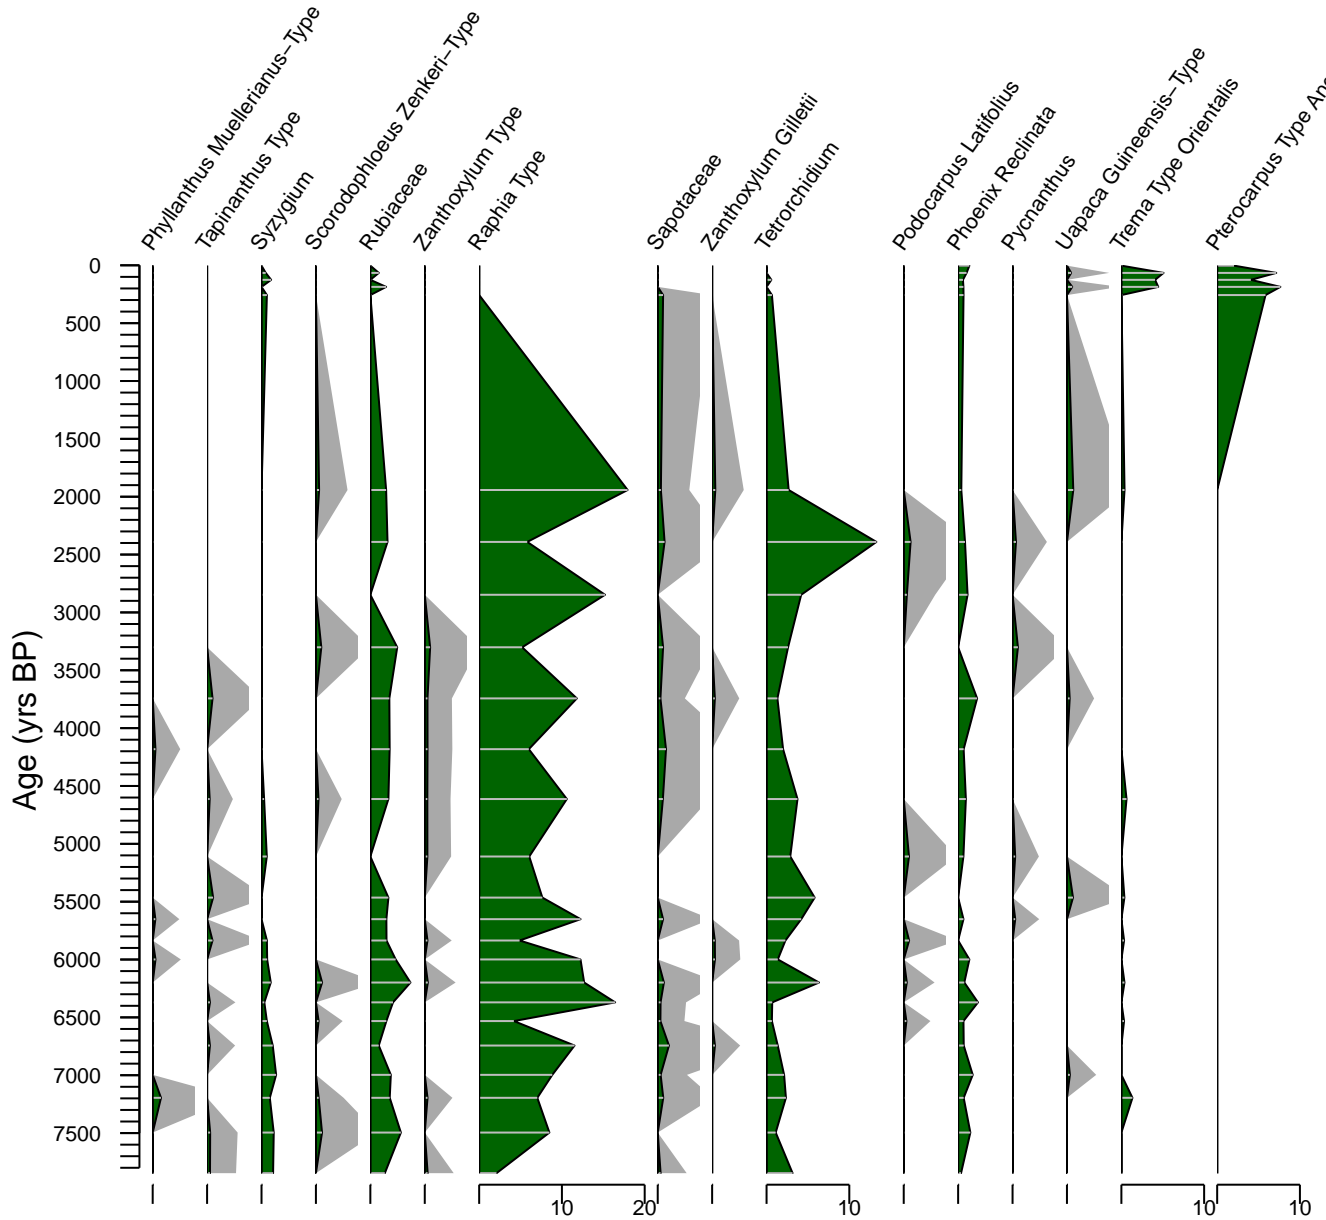 Phyllanthus Muellerianus−Type
Tapinanthus Type
Syzygium
Scorodophloeus Zenkeri−Type
Rubiaceae
Zanthoxylum Type
Raphia Type
Sapotaceae
Zanthoxylum Gilletii
Tetrorchidium
Podocarpus Latifolius
Phoenix Reclinata
Pycnanthus
Uapaca Guineensis−Type
Trema Type Orientalis
Pterocarpus Type
Age (yrs BP)
0
500
1000
1500
2000
2500
3000
3500
4000
4500
5000
5500
6000
6500
7000
7500
10 20 10 10 10